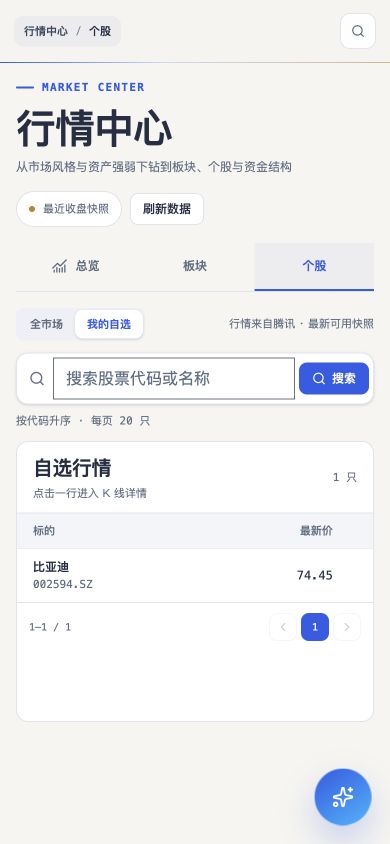 行情中心 / 个股
MARKET CENTER
行情中心
从市场风格与资产强弱下钻到板块、个股与资金结构
最近收盘快照 刷新数据
总览 板块 个股
全市场 我的自选 行情来自腾讯 · 最新可用快照
搜索股票代码或名称 搜索
按代码升序 · 每页 20 只
自选行情
1 只
点击一行进入 K 线详情
标的 最新价
比亚迪
74.45
002594.SZ
1–1 / 1 1